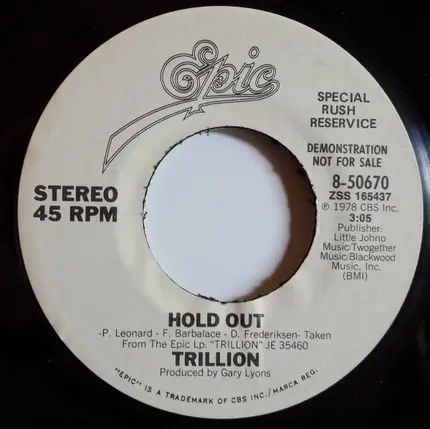 Epic
SPECIAL
RUSH
RESERVICE
DEMONSTRATION
NOT FOR SALE
STEREO
45 RPM
8-50670
ZSS 165437
℗ 1978 CBS Inc.
3:05
Publisher:
Little Johno
Music/Twogether
Music/Blackwood
Music, Inc.
(BMI)
HOLD OUT
-P. Leonard - F. Barbalace - D. Frederiksen- Taken
From The Epic Lp: "TRILLION" JE 35460
TRILLION
Produced by Gary Lyons
"EPIC" IS A TRADEMARK OF CBS INC./MARCA REG.